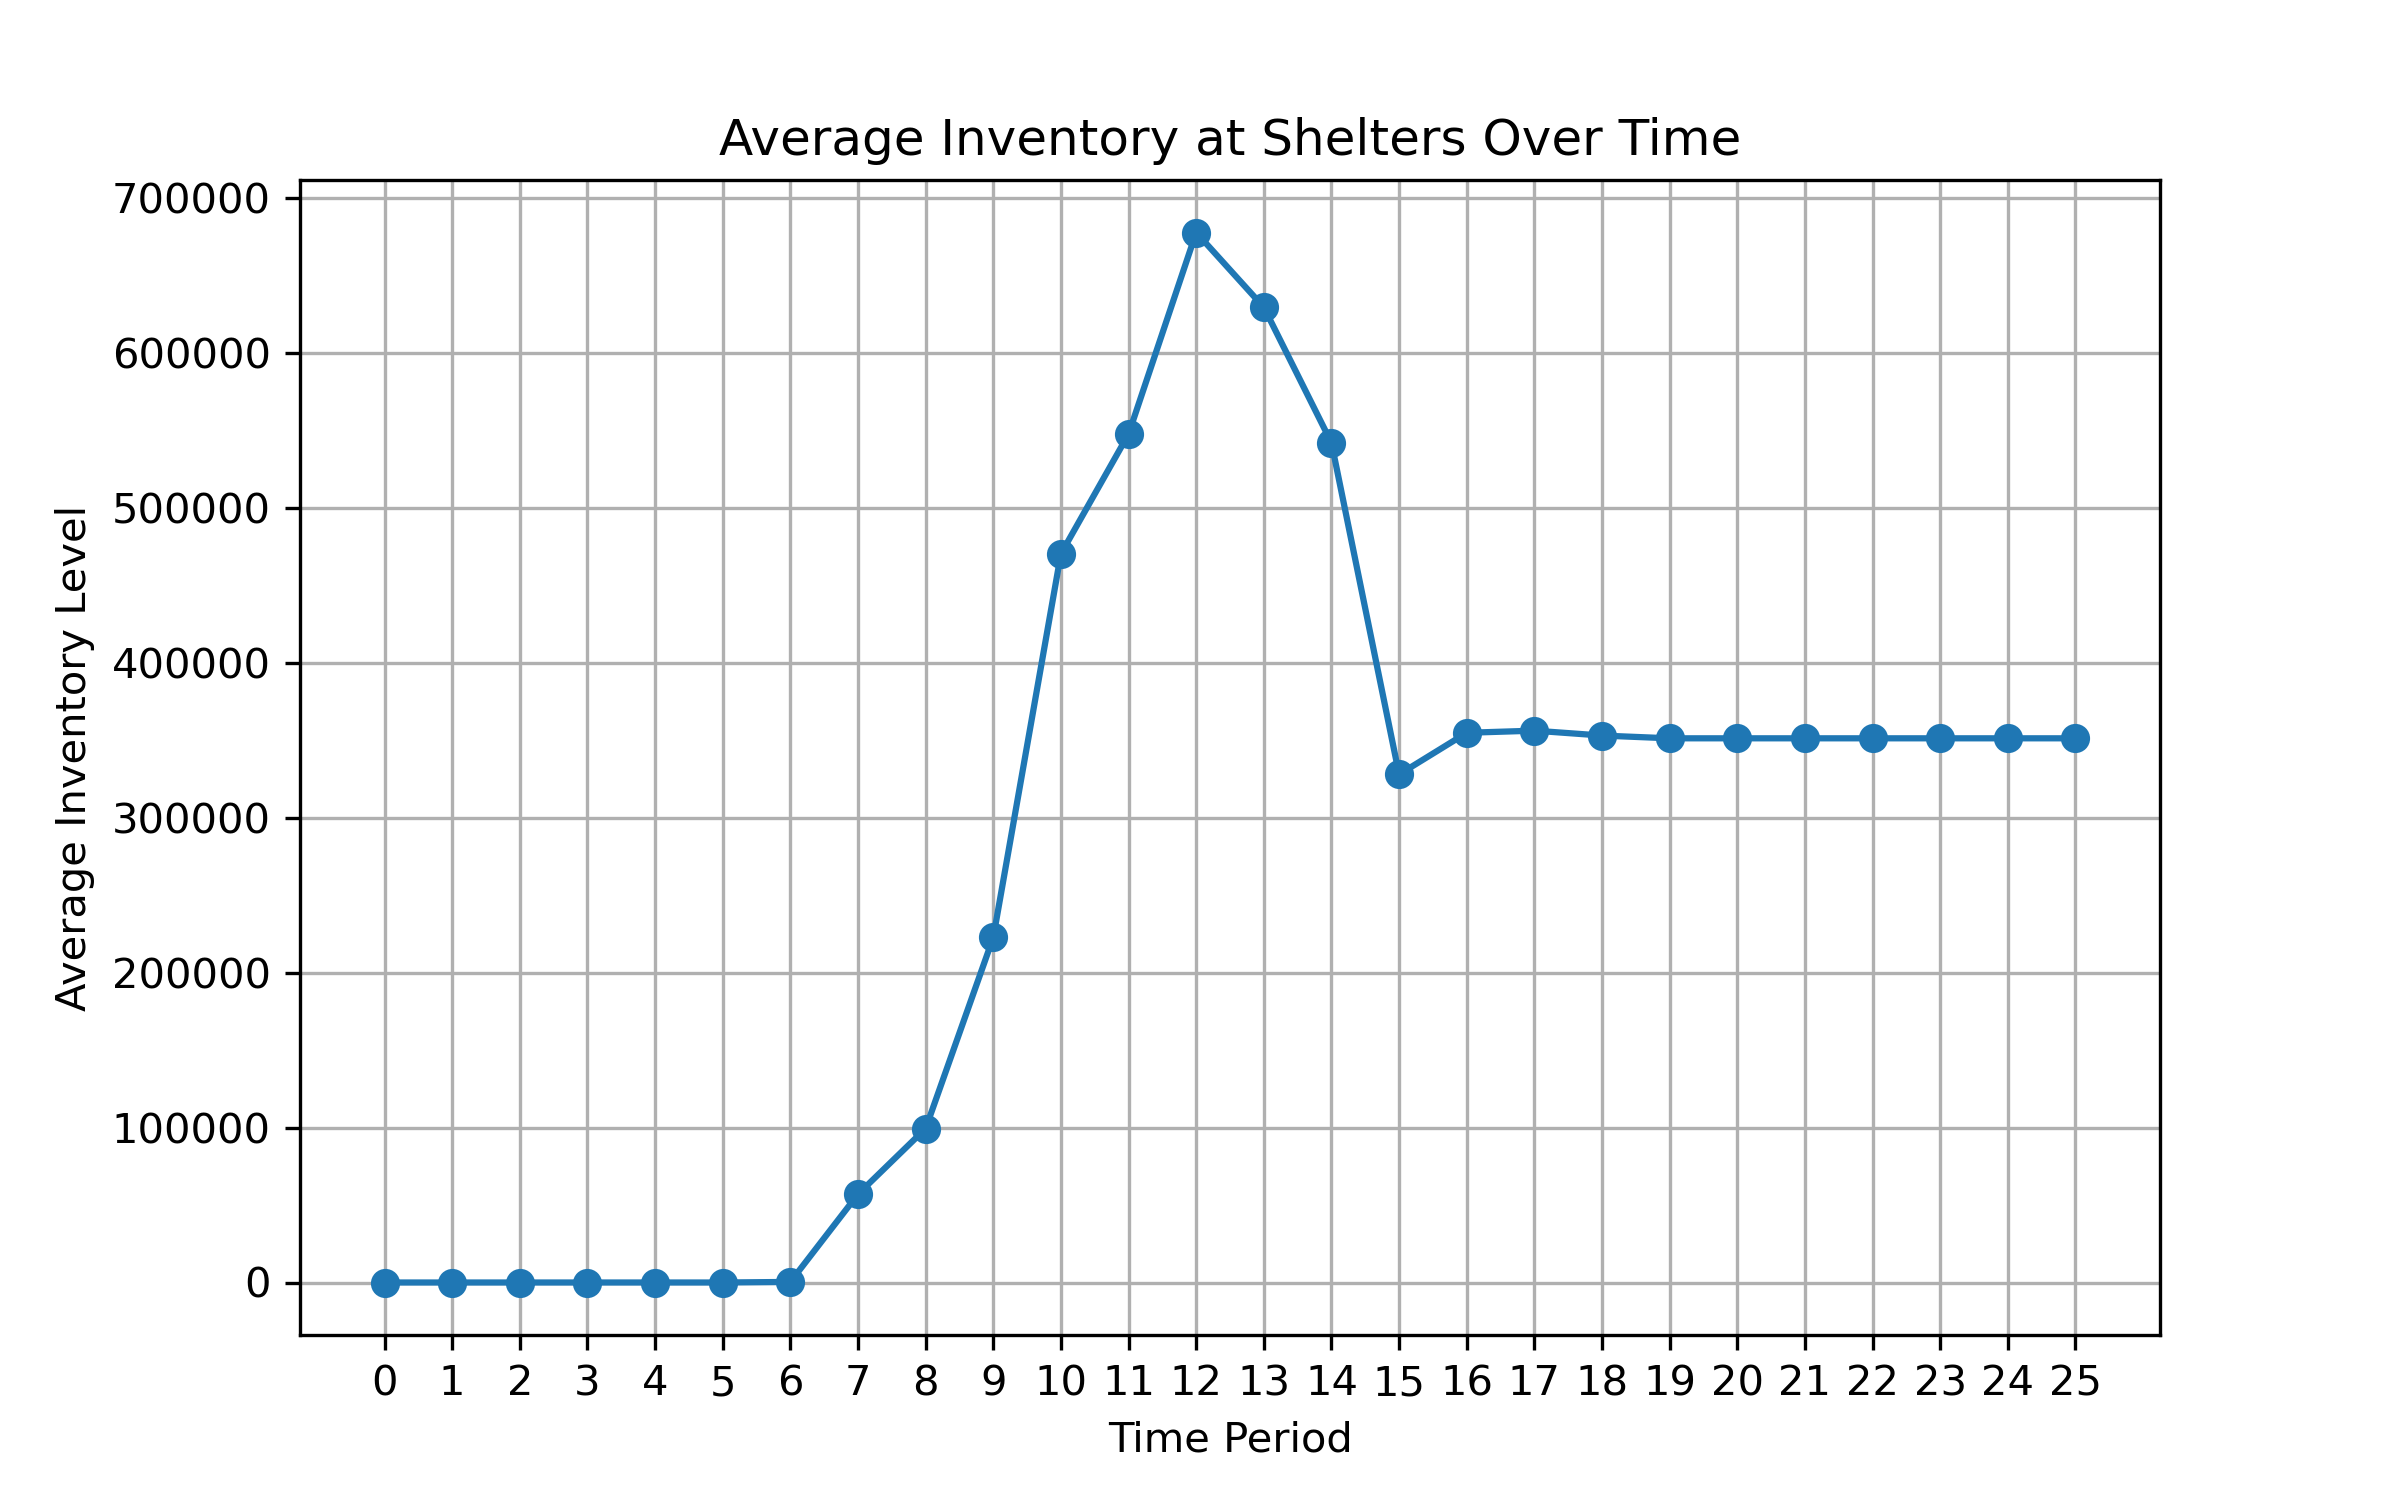 Average Inventory at Shelters Over Time
700000
600000
500000
400000
300000
200000
100000
0
Average Inventory Level
0 1 2 3 4 5 6 7 8 9 10 11 12 13 14 15 16 17 18 19 20 21 22 23 24 25
Time Period